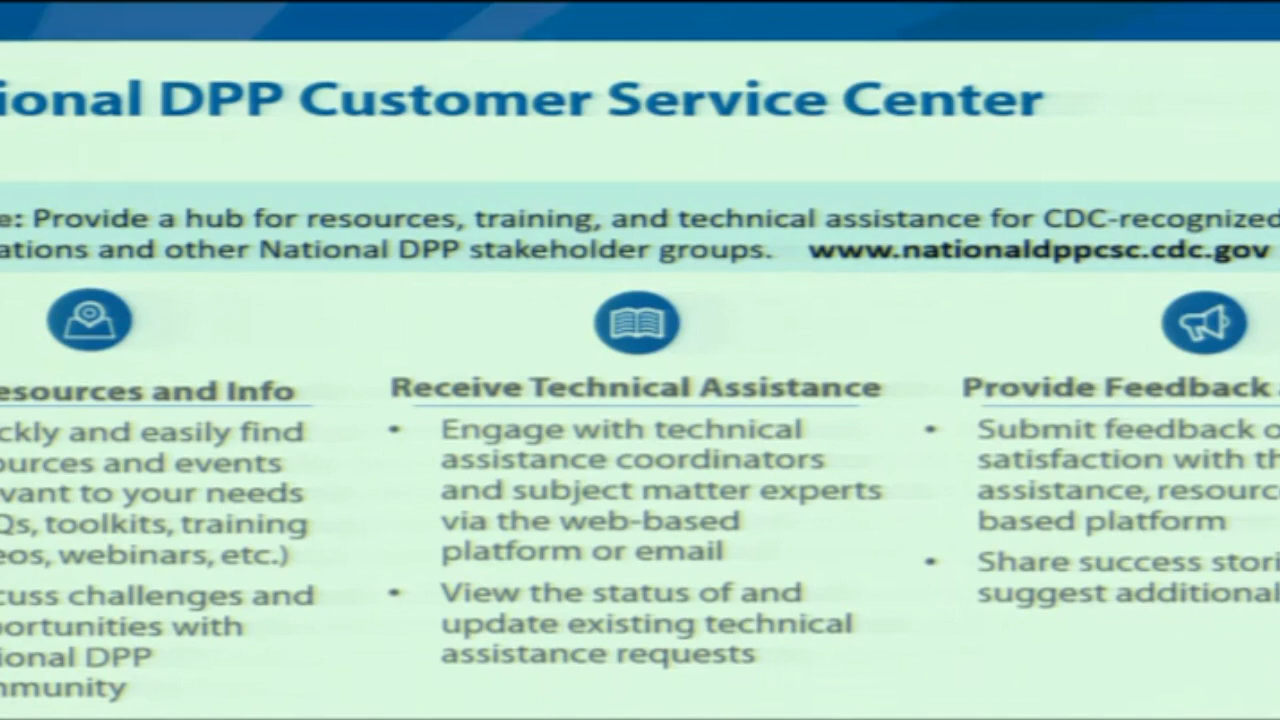 ional DPP Customer Service Center
e: Provide a hub for resources, training, and technical assistance for CDC-recognized
ations and other National DPP stakeholder groups. www.nationaldppcsc.cdc.gov
esources and Info
ckly and easily find
ources and events
vant to your needs
Qs, toolkits, training
eos, webinars, etc.)
cuss challenges and
portunities with
ional DPP
mmunity
Receive Technical Assistance
• Engage with technical
assistance coordinators
and subject matter experts
via the web-based
platform or email
• View the status of and
update existing technical
assistance requests
Provide Feedback
• Submit feedback o
satisfaction with th
assistance, resourc
based platform
• Share success stori
suggest additional